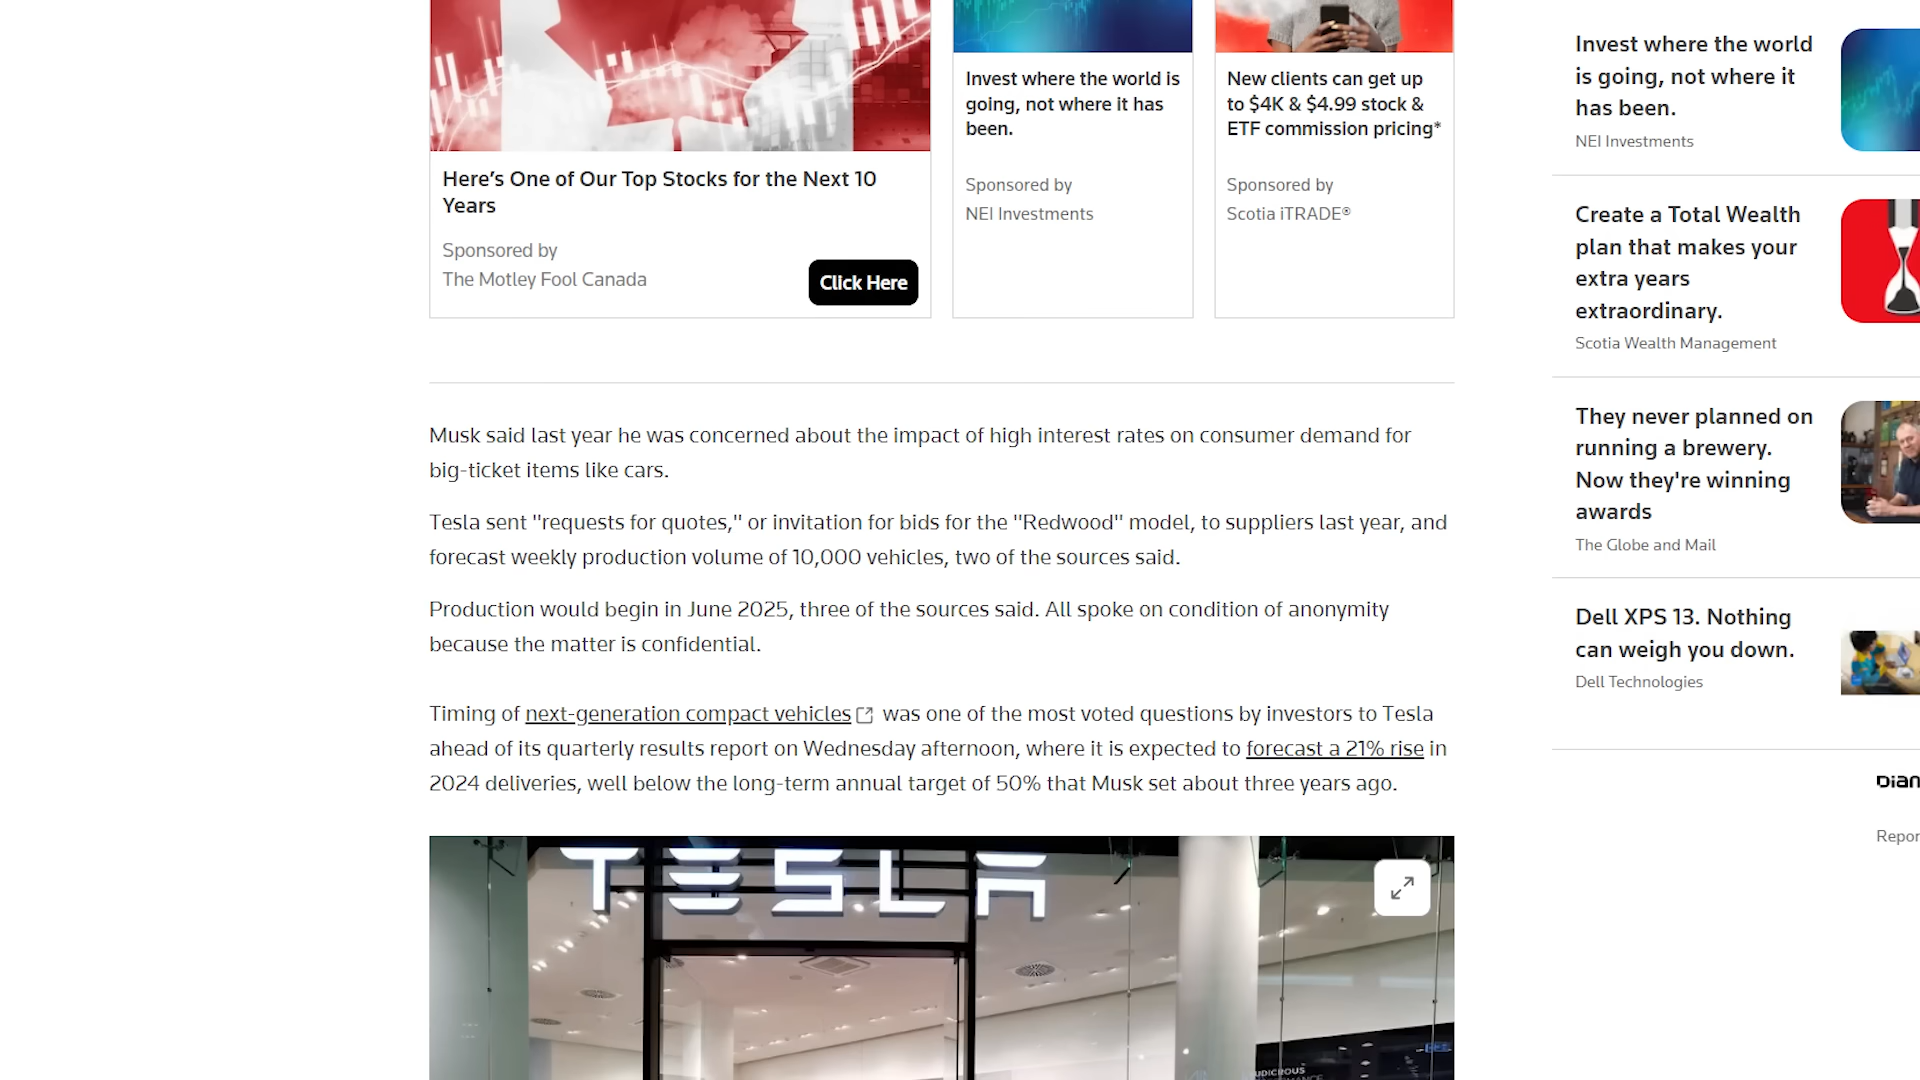 Here’s One of Our Top Stocks for the Next 10
Years
Sponsored by
The Motley Fool Canada
Click Here
Invest where the world is
going, not where it has
been.
Sponsored by
NEI Investments
New clients can get up
to $4K & $4.99 stock &
ETF commission pricing*
Sponsored by
Scotia iTRADE®
Musk said last year he was concerned about the impact of high interest rates on consumer demand for
big-ticket items like cars.
Tesla sent "requests for quotes," or invitation for bids for the "Redwood" model, to suppliers last year, and
forecast weekly production volume of 10,000 vehicles, two of the sources said.
Production would begin in June 2025, three of the sources said. All spoke on condition of anonymity
because the matter is confidential.
Timing of next-generation compact vehicles was one of the most voted questions by investors to Tesla
ahead of its quarterly results report on Wednesday afternoon, where it is expected to forecast a 21% rise in
2024 deliveries, well below the long-term annual target of 50% that Musk set about three years ago.
TESLA
Invest where the world
is going, not where it
has been.
NEI Investments
Create a Total Wealth
plan that makes your
extra years
extraordinary.
Scotia Wealth Management
They never planned on
running a brewery.
Now they're winning
awards
The Globe and Mail
Dell XPS 13. Nothing
can weigh you down.
Dell Technologies
Dian
Repor